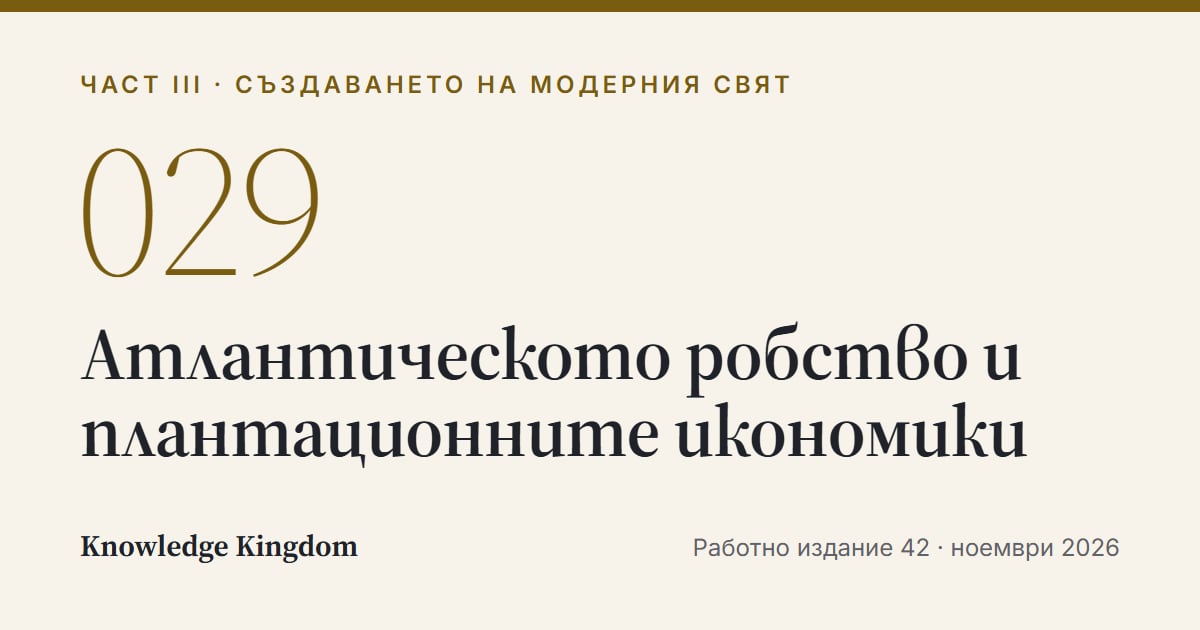 ЧАСТ III · СЪЗДАВАНЕТО НА МОДЕРНИЯ СВЯТ
029
Атлантическото робство и
плантационните икономики
Knowledge Kingdom
Работно издание 42 · ноември 2026